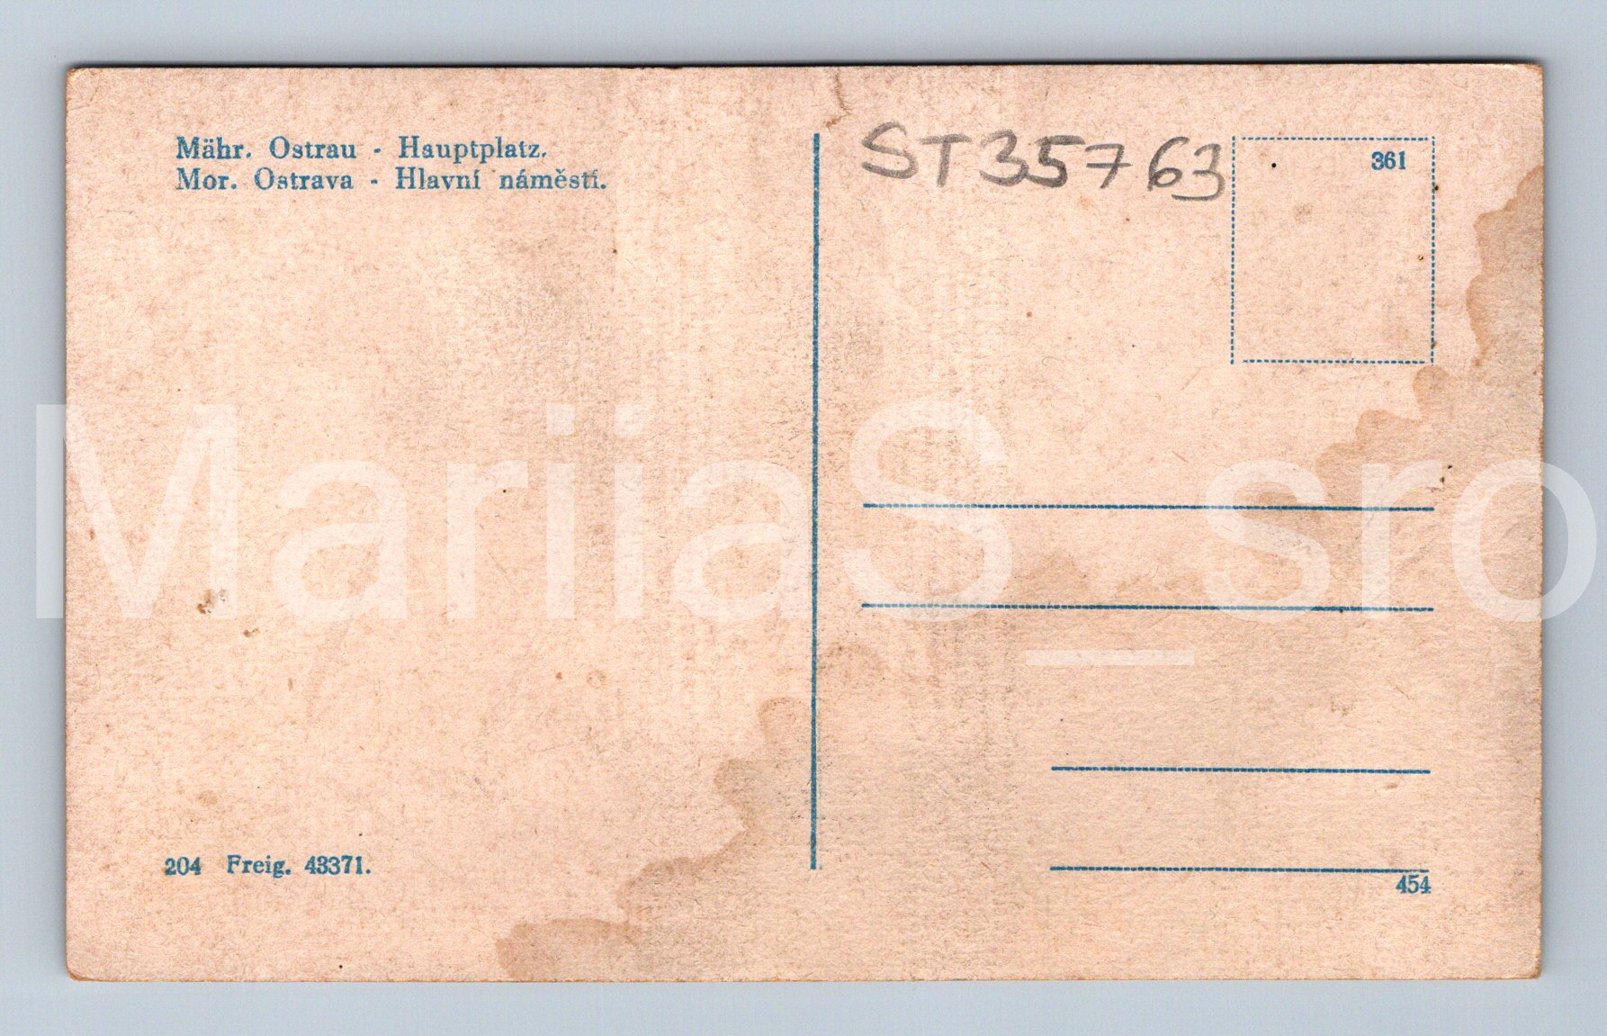 Mähr. Ostrau - Hauptplatz.
Mor. Ostrava - Hlavní náměstí.
ST35763
361
MariiaS_sro
204 Freig. 43371.
454